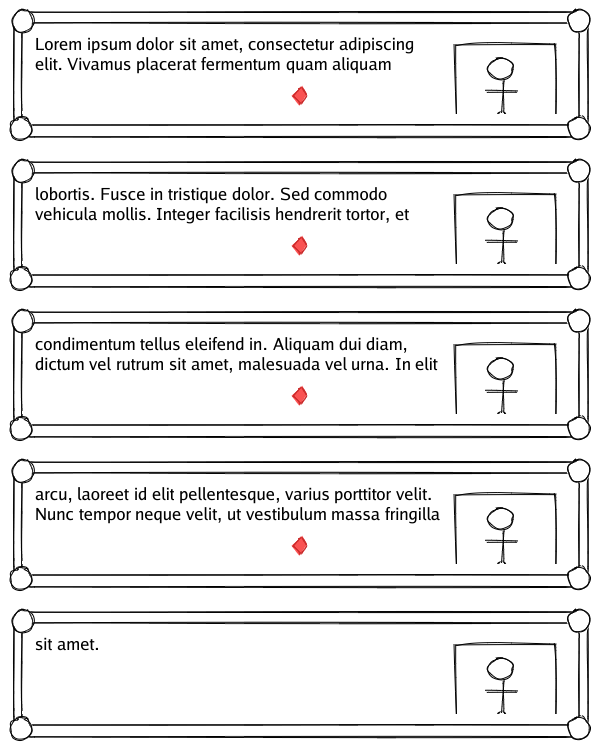 Lorem ipsum dolor sit amet, consectetur adipiscing
elit. Vivamus placerat fermentum quam aliquam
lobortis. Fusce in tristique dolor. Sed commodo
vehicula mollis. Integer facilisis hendrerit tortor, et
condimentum tellus eleifend in. Aliquam dui diam,
dictum vel rutrum sit amet, malesuada vel urna. In elit
arcu, laoreet id elit pellentesque, varius porttitor velit.
Nunc tempor neque velit, ut vestibulum massa fringilla
sit amet.